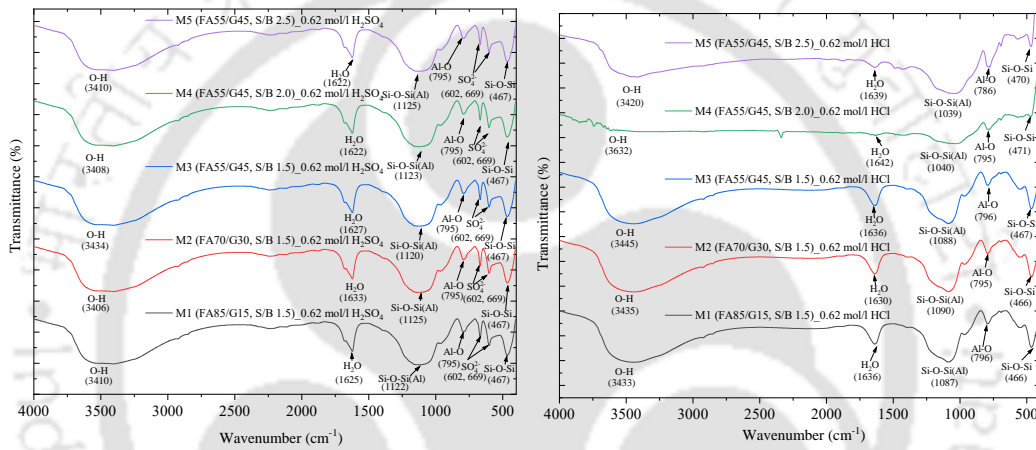 M5 (FA55/G45, S/B 2.5)_0.62 mol/l H₂SO₄
O-H
(3410)
H₂O
(1622)
Si-O-Si(Al)
(1125)
Al-O
(795)
SO₄²⁻
(602, 669)
Si-O-Si
(467)
M4 (FA55/G45, S/B 2.0)_0.62 mol/l H₂SO₄
O-H
(3408)
H₂O
(1622)
Si-O-Si(Al)
(1123)
Al-O
(795)
SO₄²⁻
(602, 669)
Si-O-Si
(467)
M3 (FA55/G45, S/B 1.5)_0.62 mol/l H₂SO₄
O-H
(3434)
H₂O
(1627)
Si-O-Si(Al)
(1120)
Al-O
(795)
SO₄²⁻
(602, 669)
Si-O-Si
(467)
M2 (FA70/G30, S/B 1.5)_0.62 mol/l H₂SO₄
O-H
(3406)
H₂O
(1633)
Si-O-Si(Al)
(1125)
Al-O
(795)
SO₄²⁻
(602, 669)
Si-O-Si
(467)
M1 (FA85/G15, S/B 1.5)_0.62 mol/l H₂SO₄
O-H
(3410)
H₂O
(1625)
Si-O-Si(Al)
(1122)
Al-O
(795)
SO₄²⁻
(602, 669)
Si-O-Si
(467)
Transmittance (%)
4000 3500 3000 2500 2000 1500 1000 500
Wavenumber (cm⁻¹)
M5 (FA55/G45, S/B 2.5)_0.62 mol/l HCl
O-H
(3420)
H₂O
(1639)
Si-O-Si(Al)
(1039)
Al-O
(786)
Si-O-Si
(470)
M4 (FA55/G45, S/B 2.0)_0.62 mol/l HCl
O-H
(3632)
H₂O
(1642)
Si-O-Si(Al)
(1040)
Al-O
(795)
Si-O-Si
(471)
M3 (FA55/G45, S/B 1.5)_0.62 mol/l HCl
O-H
(3445)
H₂O
(1636)
Si-O-Si(Al)
(1088)
Al-O
(796)
Si-O-Si
(467)
M2 (FA70/G30, S/B 1.5)_0.62 mol/l HCl
O-H
(3435)
H₂O
(1630)
Si-O-Si(Al)
(1090)
Al-O
(795)
Si-O-Si
(466)
M1 (FA85/G15, S/B 1.5)_0.62 mol/l HCl
O-H
(3433)
H₂O
(1636)
Si-O-Si(Al)
(1087)
Al-O
(796)
Si-O-Si
(466)
Transmittance (%)
4000 3500 3000 2000 1500 1000 500
Wavenumber (cm⁻¹)